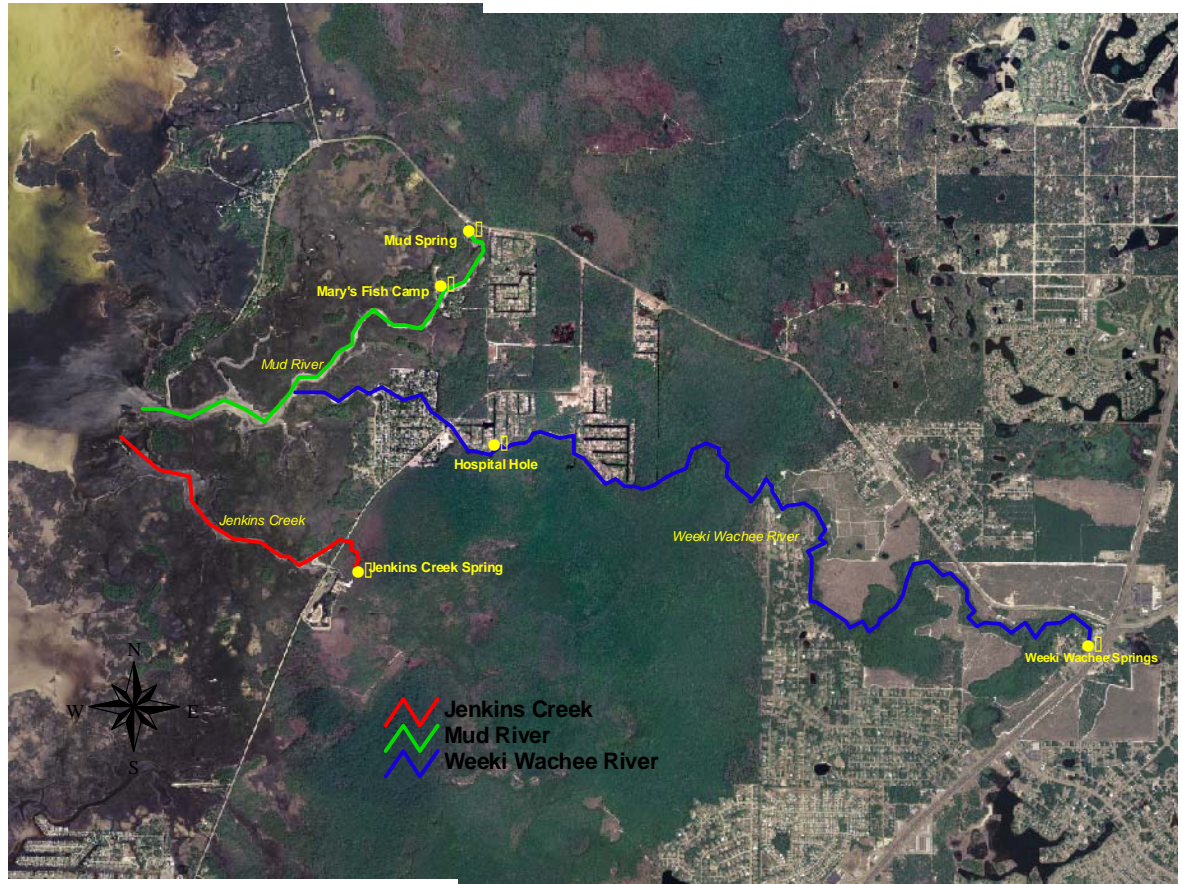 Mud Spring
Mary's Fish Camp
Mud River
Hospital Hole
Jenkins Creek
Weeki Wachee River
Jenkins Creek Spring
Weeki Wachee Springs
N
W E
S
Jenkins Creek
Mud River
Weeki Wachee River